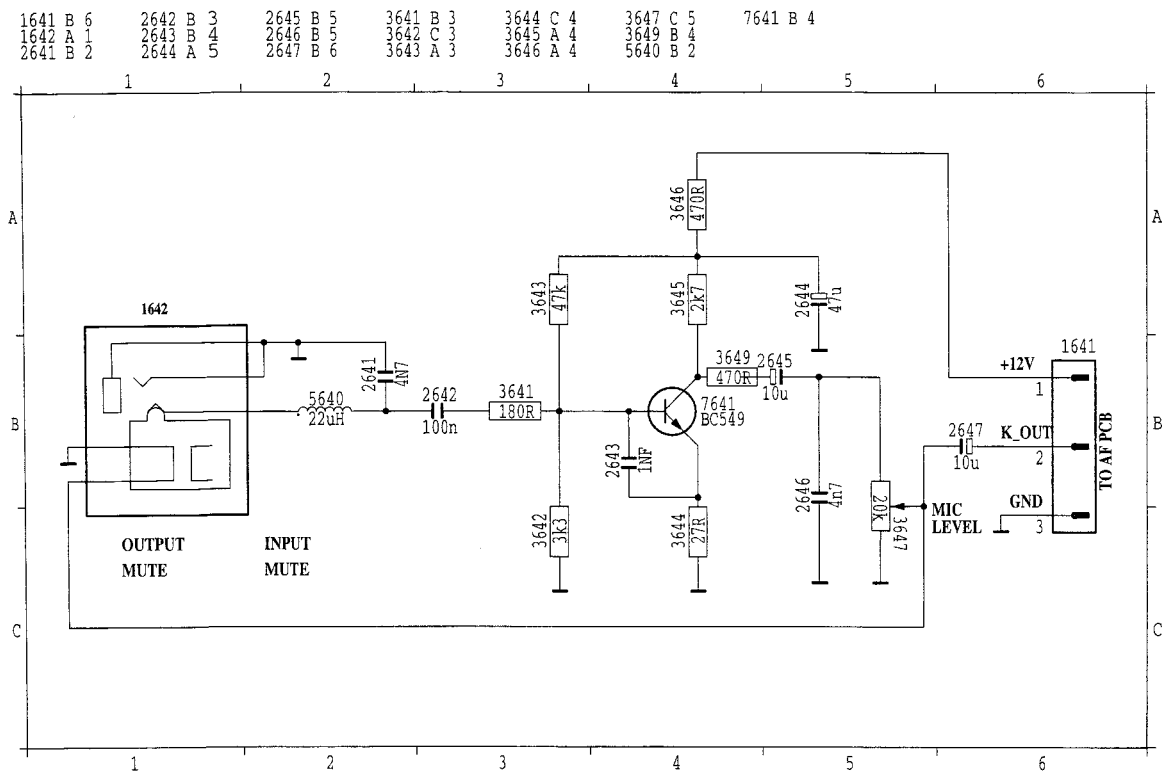 1641 B 6 2642 B 3 2645 B 5 3641 B 3 3644 C 4 3647 C 5 7641 B 4
1642 A 1 2643 B 4 2646 B 5 3642 C 3 3645 A 4 3649 B 4
2641 B 2 2644 A 5 2647 B 6 3643 A 3 3646 A 4 5640 B 2
1 2 3 4 5 6
A
A
3646
470R
3643
47k
3645
2k7
2644
47u
1642
1641
+12V
1
2641
4N7
3649
470R
2645
10u
5640
22uH
2642
100n
3641
180R
7641
BC549
B
B
2643
1NF
2647
10u
K_OUT
2
TO AF PCB
2646
4n7
20k
3647
MIC
LEVEL
GND
3
3642
3k3
3644
27R
OUTPUT
MUTE
INPUT
MUTE
C
C
1 2 3 4 5 6